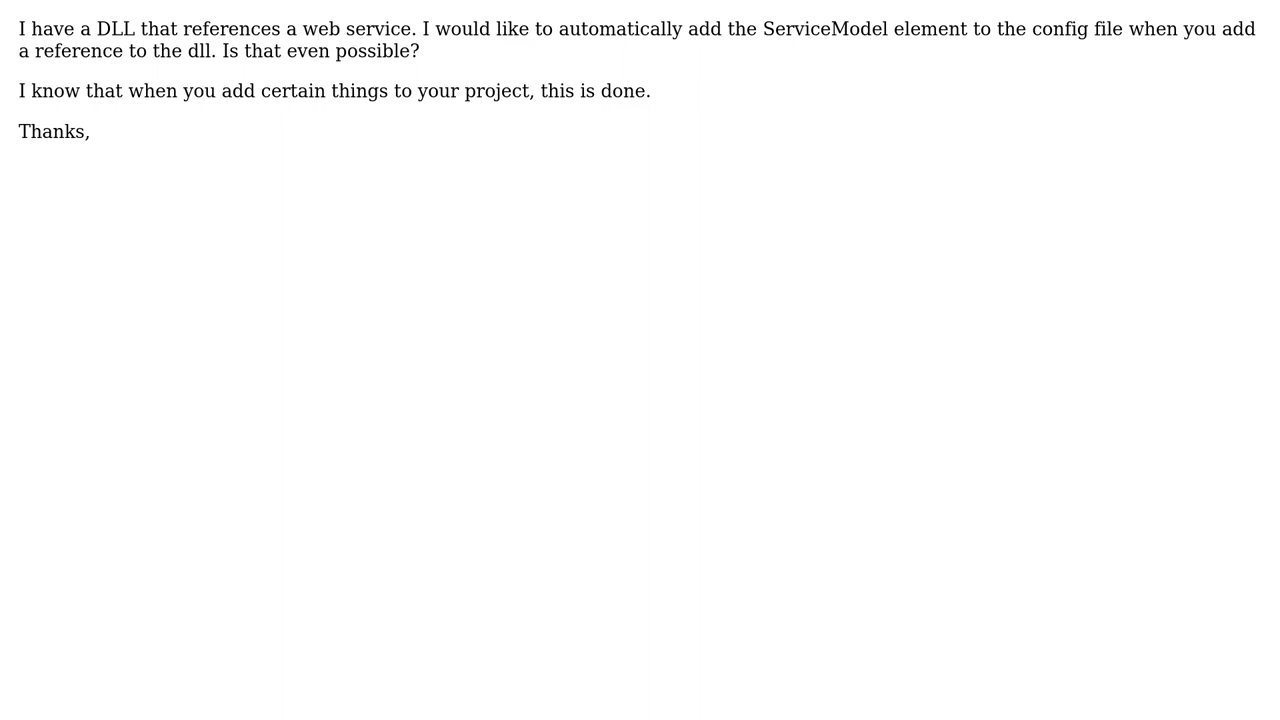 I have a DLL that references a web service. I would like to automatically add the ServiceModel element to the config file when you add
a reference to the dll. Is that even possible?
I know that when you add certain things to your project, this is done.
Thanks,